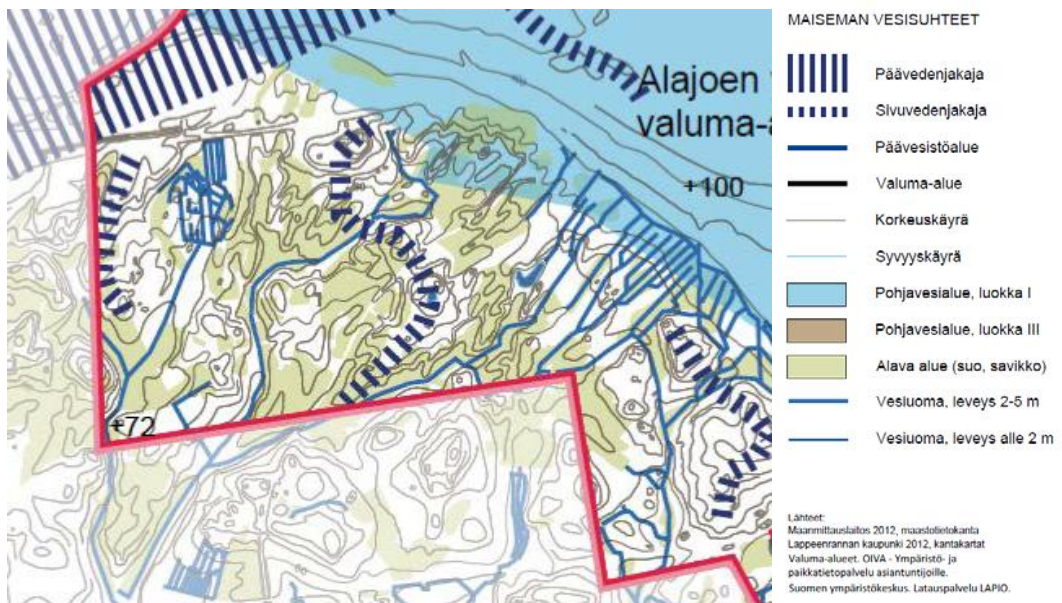 Alajoen
valuma-a
+100
+72
MAISEMAN VESISUHTEET
Päävedenjakaja
Sivuvedenjakaja
Päävesistöalue
Valuma-alue
Korkeuskäyrä
Syvyyskäyrä
Pohjavesialue, luokka I
Pohjavesialue, luokka III
Alava alue (suo, savikko)
Vesiuoma, leveys 2-5 m
Vesiuoma, leveys alle 2 m
Lähteet:
Maanmittauslaitos 2012, maastotietokanta
Lappeenrannan kaupunki 2012, kantakartat
Valuma-alueet. OIVA - Ympäristö- ja
paikkatietopalvelu asiantuntijoille.
Suomen ympäristökeskus. Latauspalvelu LAPIO.